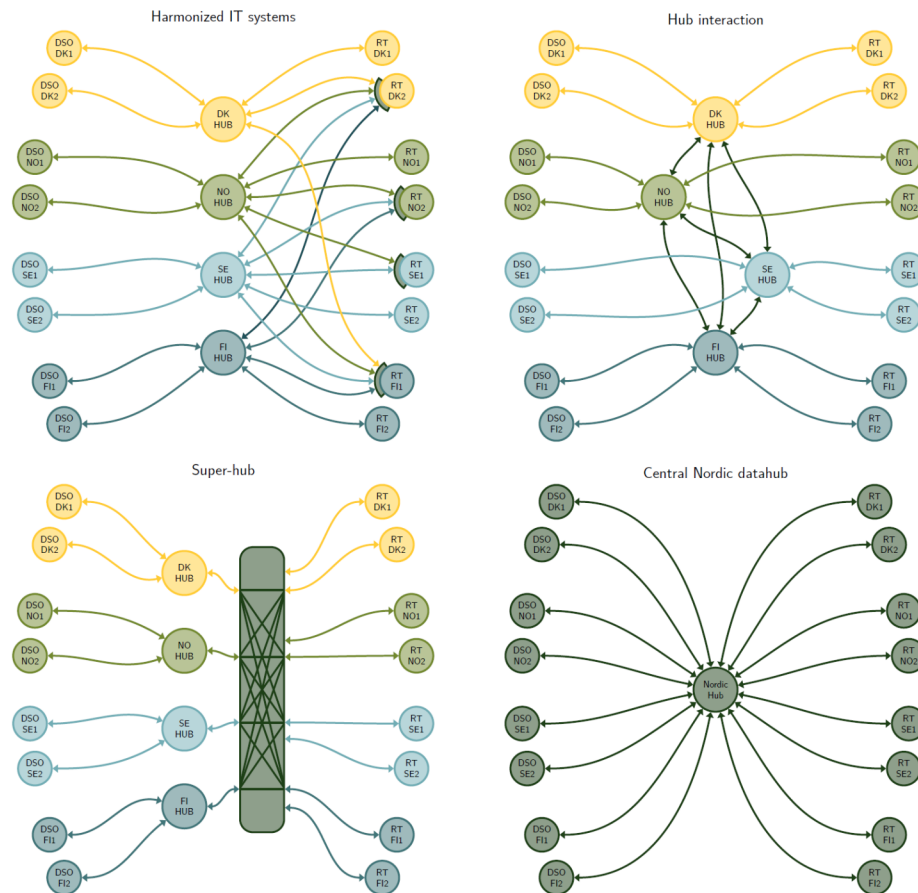 Harmonized IT systems
DSO
DK1
DSO
DK2
DSO
NO1
DSO
NO2
DSO
SE1
DSO
SE2
DSO
FI1
DSO
FI2
DK
HUB
NO
HUB
SE
HUB
FI
HUB
RT
DK1
RT
DK2
RT
NO1
RT
NO2
RT
SE1
RT
SE2
RT
FI1
RT
FI2
Hub interaction
DSO
DK1
DSO
DK2
DSO
NO1
DSO
NO2
DSO
SE1
DSO
SE2
DSO
FI1
DSO
FI2
DK
HUB
NO
HUB
SE
HUB
FI
HUB
RT
DK1
RT
DK2
RT
NO1
RT
NO2
RT
SE1
RT
SE2
RT
FI1
RT
FI2
Super-hub
DSO
DK1
DSO
DK2
DSO
NO1
DSO
NO2
DSO
SE1
DSO
SE2
DSO
FI1
DSO
FI2
DK
HUB
NO
HUB
SE
HUB
FI
HUB
RT
DK1
RT
DK2
RT
NO1
RT
NO2
RT
SE1
RT
SE2
RT
FI1
RT
FI2
Central Nordic datahub
DSO
DK1
DSO
DK2
DSO
NO1
DSO
NO2
DSO
SE1
DSO
SE2
DSO
FI1
DSO
FI2
Nordic
Hub
RT
DK1
RT
DK2
RT
NO1
RT
NO2
RT
SE1
RT
SE2
RT
FI1
RT
FI2